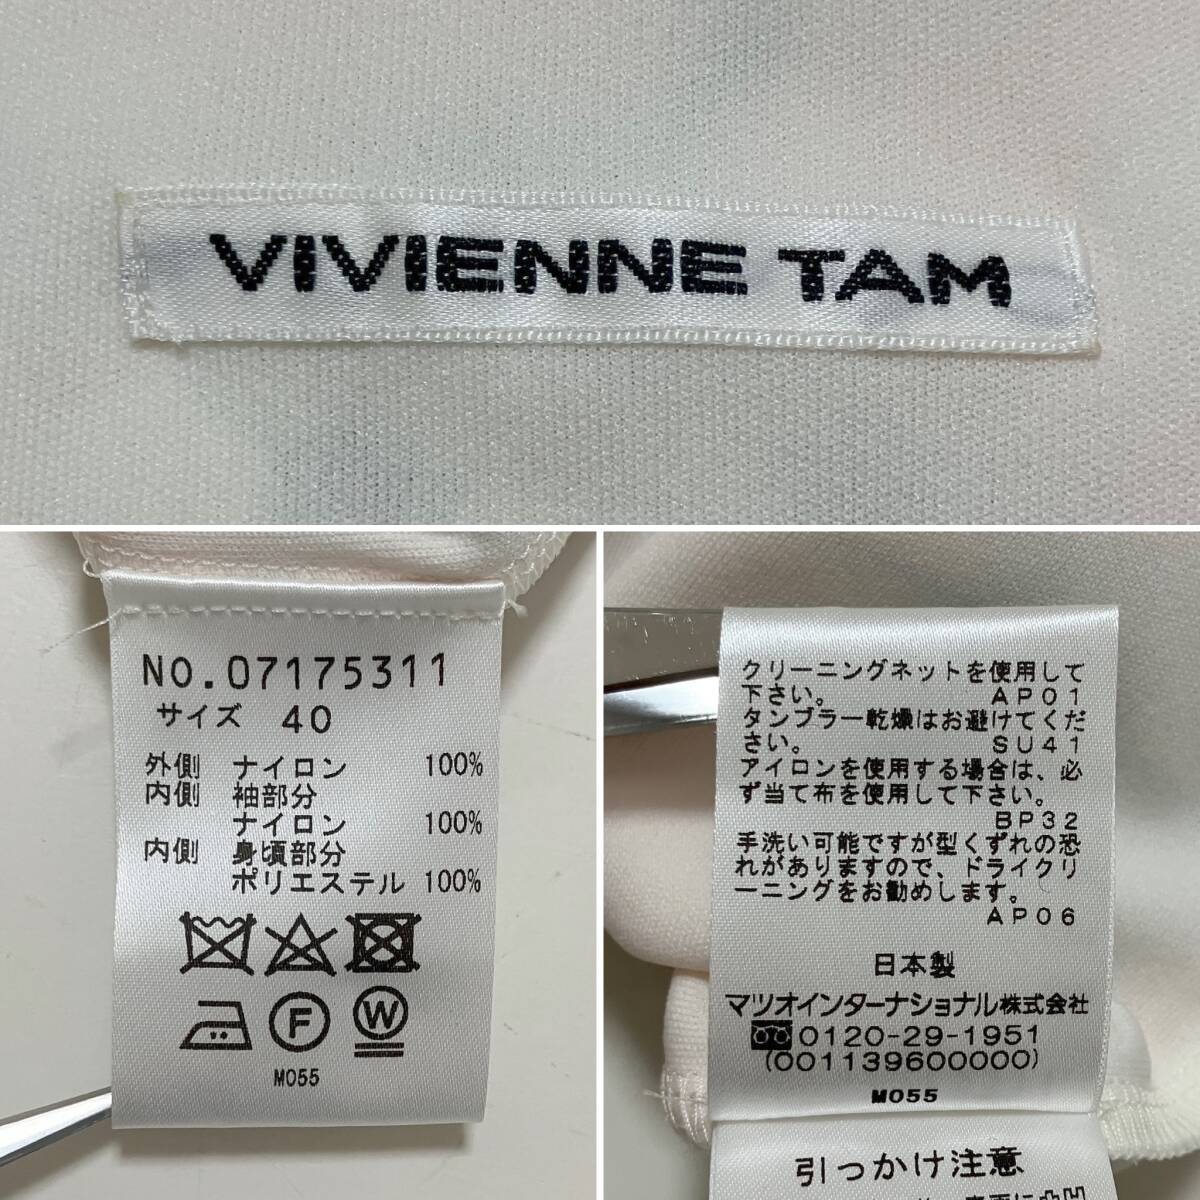 VIVIENNE TAM
NO.07175311
サイズ 40
外側 ナイロン 100%
内側 袖部分
ナイロン 100%
内側 身頃部分
ポリエステル 100%
F
W
M055
クリーニングネットを使用して
下さい。 AP01
タンブラー乾燥はお避けてくだ
さい。 SU41
アイロンを使用する場合は、必
ず当て布を使用して下さい。
BP32
手洗い可能ですが型くずれの恐
れがありますので、ドライクリ
ーニングをお勧めします。
AP06
日本製
マツオインターナショナル株式会社
0120-29-1951
(001139600000)
M055
引っかけ注意